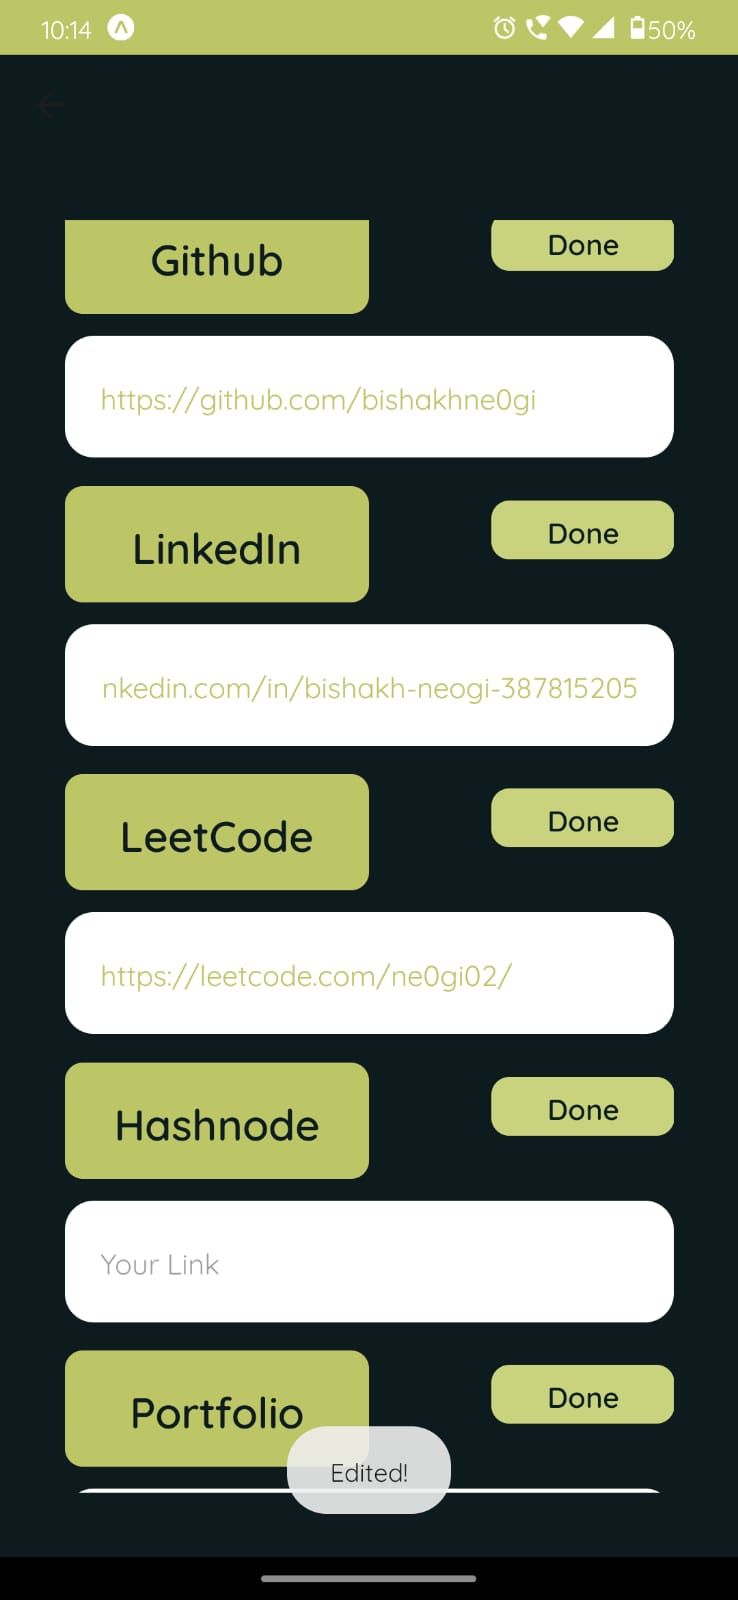 10:14 50%
Github Done
https://github.com/bishakhne0gi
LinkedIn Done
nkedin.com/in/bishakh-neogi-387815205
LeetCode Done
https://leetcode.com/ne0gi02/
Hashnode Done
Your Link
Portfolio Done
Edited!